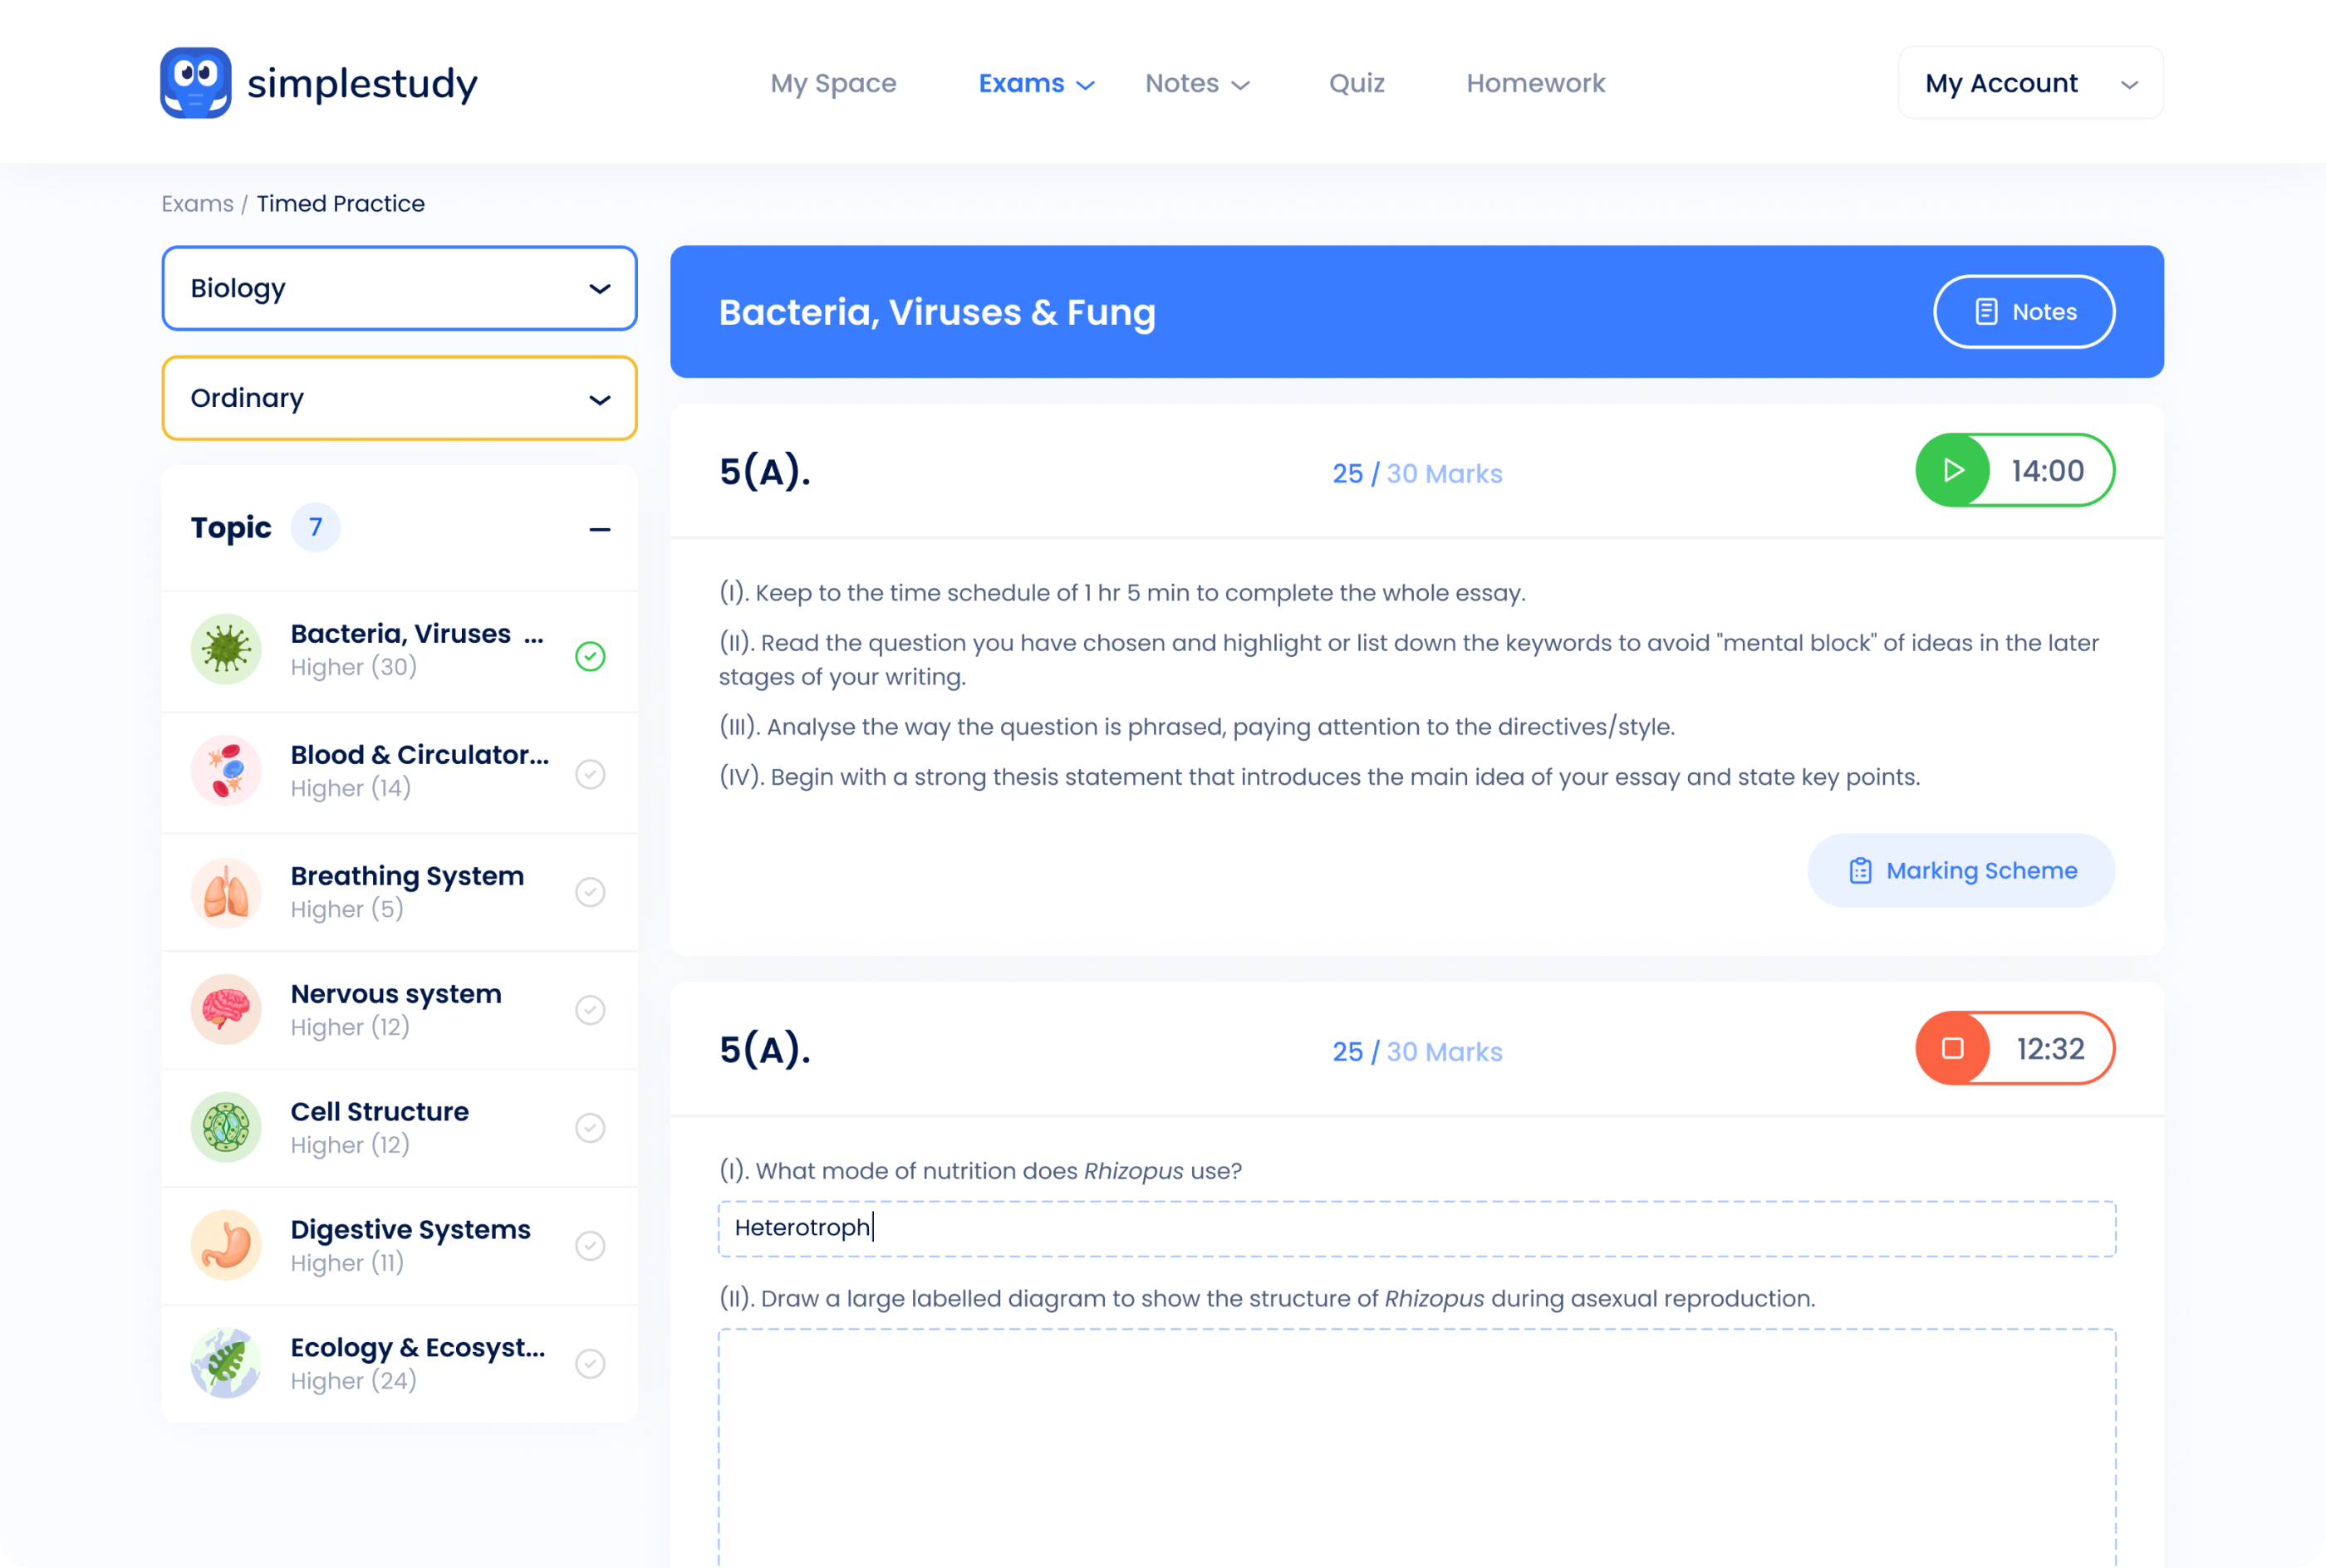 simplestudy
My Space
Exams
Notes
Quiz
Homework
My Account
Exams / Timed Practice
Biology
Ordinary
Topic 7
Bacteria, Viruses ...
Higher (30)
Blood & Circulator...
Higher (14)
Breathing System
Higher (5)
Nervous system
Higher (12)
Cell Structure
Higher (12)
Digestive Systems
Higher (11)
Ecology & Ecosyst...
Higher (24)
Bacteria, Viruses & Fung
Notes
5(A).
25 / 30 Marks
14:00
(I). Keep to the time schedule of 1 hr 5 min to complete the whole essay.
(II). Read the question you have chosen and highlight or list down the keywords to avoid "mental block" of ideas in the later
stages of your writing.
(III). Analyse the way the question is phrased, paying attention to the directives/style.
(IV). Begin with a strong thesis statement that introduces the main idea of your essay and state key points.
Marking Scheme
5(A).
25 / 30 Marks
12:32
(I). What mode of nutrition does Rhizopus use?
Heterotroph
(II). Draw a large labelled diagram to show the structure of Rhizopus during asexual reproduction.